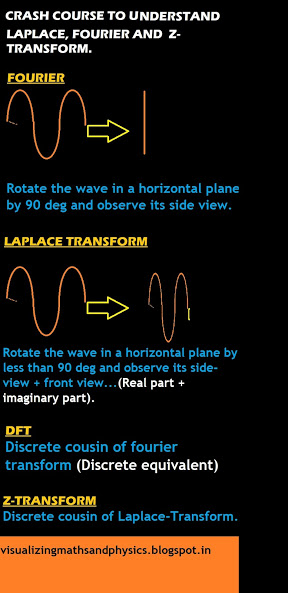 CRASH COURSE TO UNDERSTAND
LAPLACE, FOURIER AND Z-
TRANSFORM.
FOURIER
Rotate the wave in a horizontal plane
by 90 deg and observe its side view.
LAPLACE TRANSFORM
Rotate the wave in a horizontal plane by
less than 90 deg and observe its side-
view + front view...(Real part +
imaginary part).
DFT
Discrete cousin of fourier
transform (Discrete equivalent)
Z-TRANSFORM
Discrete cousin of Laplace-Transform.
visualizingmathsandphysics.blogspot.in